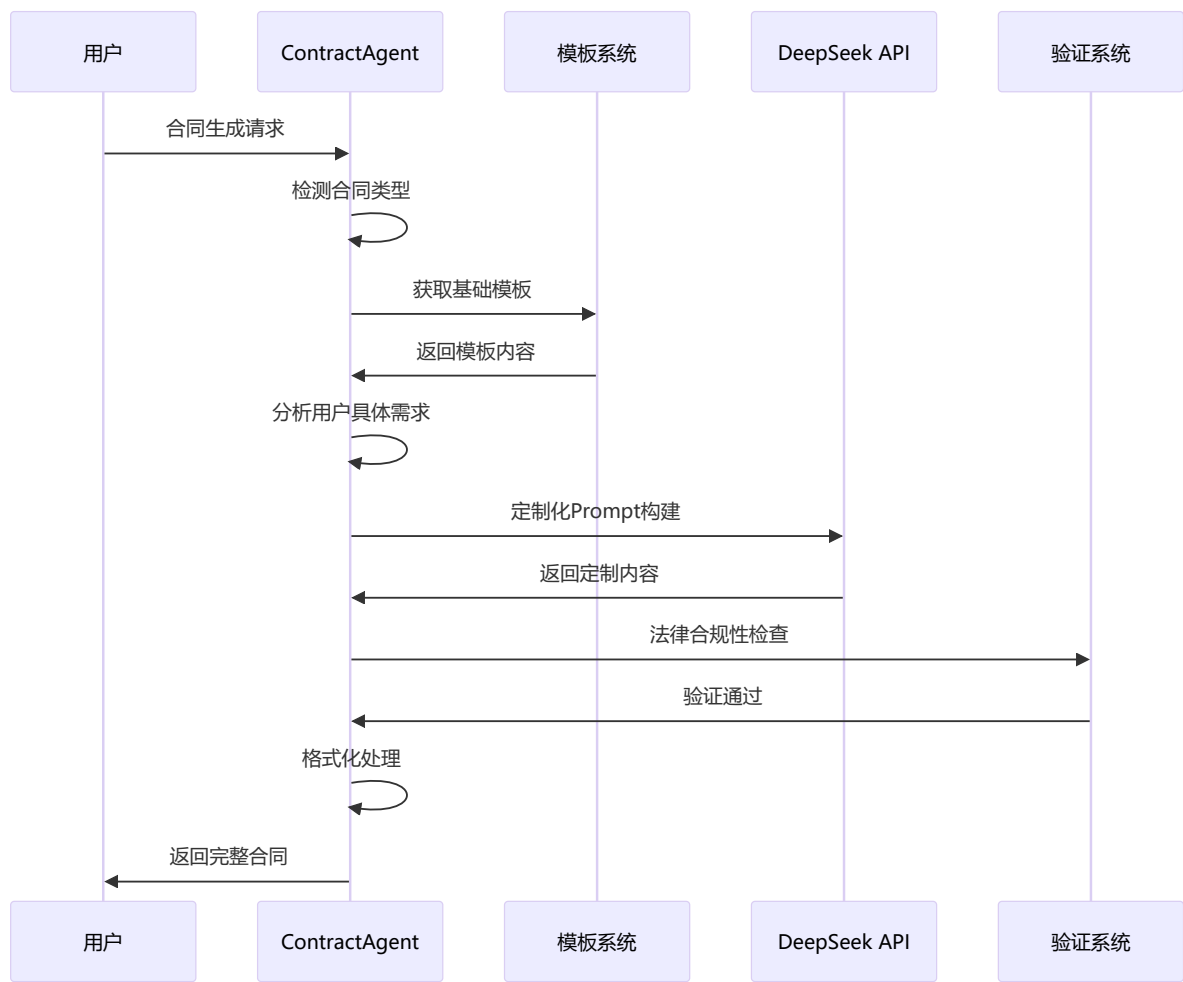 用户
ContractAgent
模板系统
DeepSeek API
验证系统
合同生成请求
检测合同类型
获取基础模板
返回模板内容
分析用户具体需求
定制化Prompt构建
返回定制内容
法律合规性检查
验证通过
格式化处理
返回完整合同
用户
ContractAgent
模板系统
DeepSeek API
验证系统